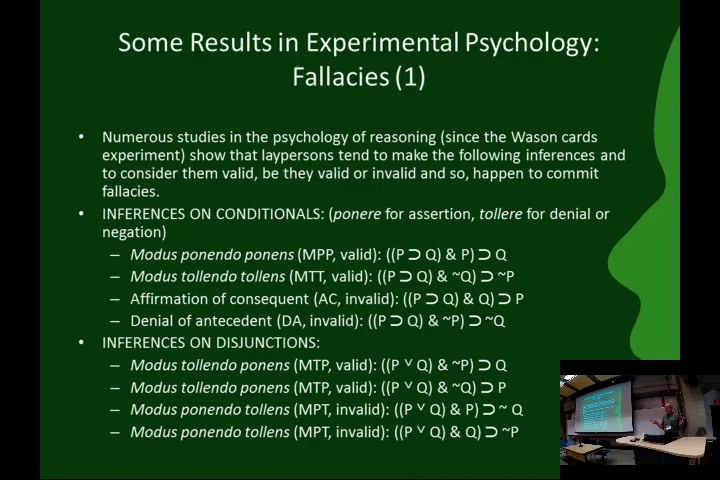 Some Results in Experimental Psychology:
Fallacies (1)
• Numerous studies in the psychology of reasoning (since the Wason cards
experiment) show that laypersons tend to make the following inferences and
to consider them valid, be they valid or invalid and so, happen to commit
fallacies.
• INFERENCES ON CONDITIONALS: (ponere for assertion, tollere for denial or
negation)
– Modus ponendo ponens (MPP, valid): ((P ⊃ Q) & P) ⊃ Q
– Modus tollendo tollens (MTT, valid): ((P ⊃ Q) & ~Q) ⊃ ~P
– Affirmation of consequent (AC, invalid): ((P ⊃ Q) & Q) ⊃ P
– Denial of antecedent (DA, invalid): ((P ⊃ Q) & ~P) ⊃ ~Q
• INFERENCES ON DISJUNCTIONS:
– Modus tollendo ponens (MTP, valid): ((P ˅ Q) & ~P) ⊃ Q
– Modus tollendo ponens (MTP, valid): ((P ˅ Q) & ~Q) ⊃ P
– Modus ponendo tollens (MPT, invalid): ((P ˅ Q) & P) ⊃ ~ Q
– Modus ponendo tollens (MPT, invalid): ((P ˅ Q) & Q) ⊃ ~P